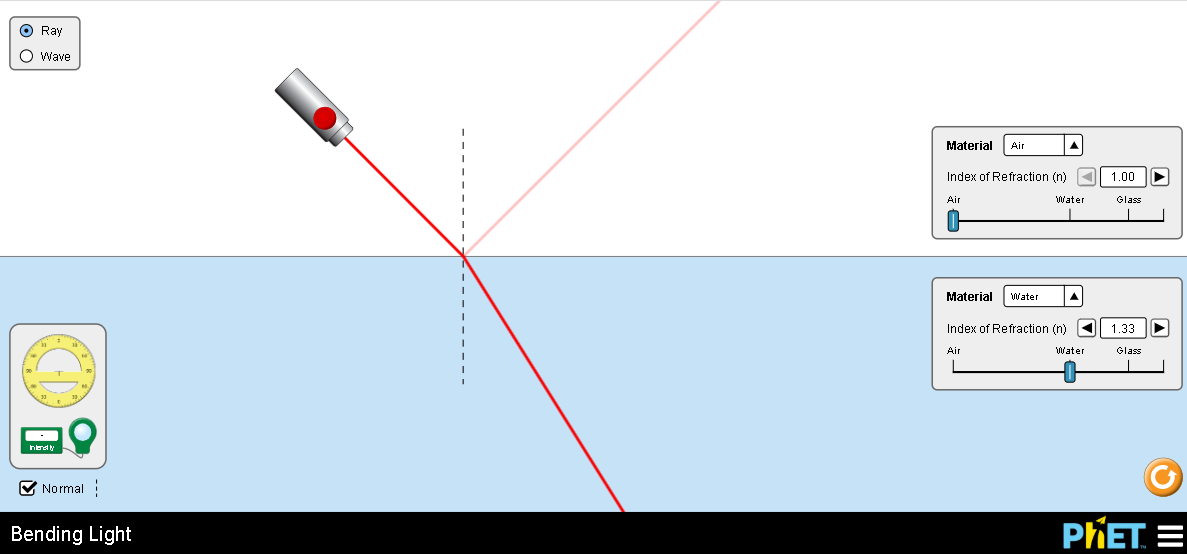 Ray
Wave
Material Air
Index of Refraction (n) 1.00
Air Water Glass
Material Water
Index of Refraction (n) 1.33
Air Water Glass
-
Intensity
Normal
Bending Light
PhET